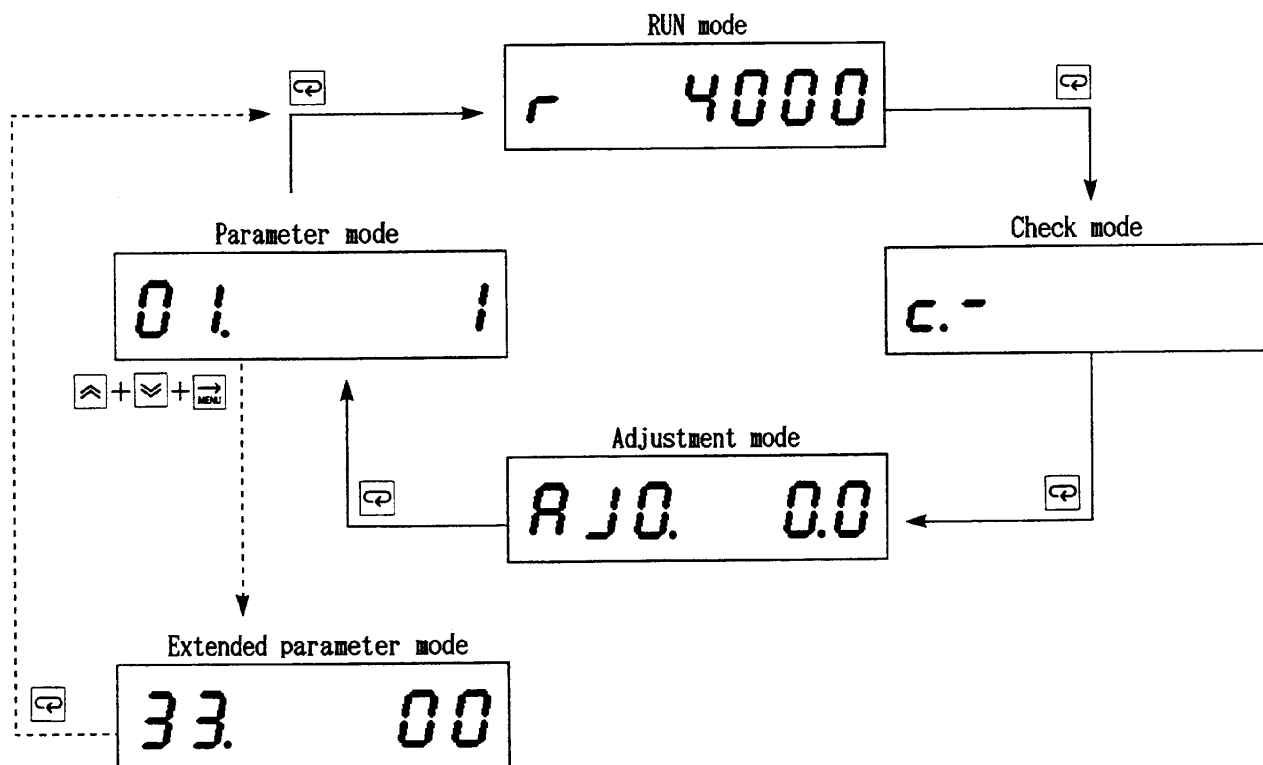 RUN mode
r 4000
Parameter mode
01. 1
Check mode
c.-
+ + MENU
Adjustment mode
AJ0. 0.0
Extended parameter mode
33. 00